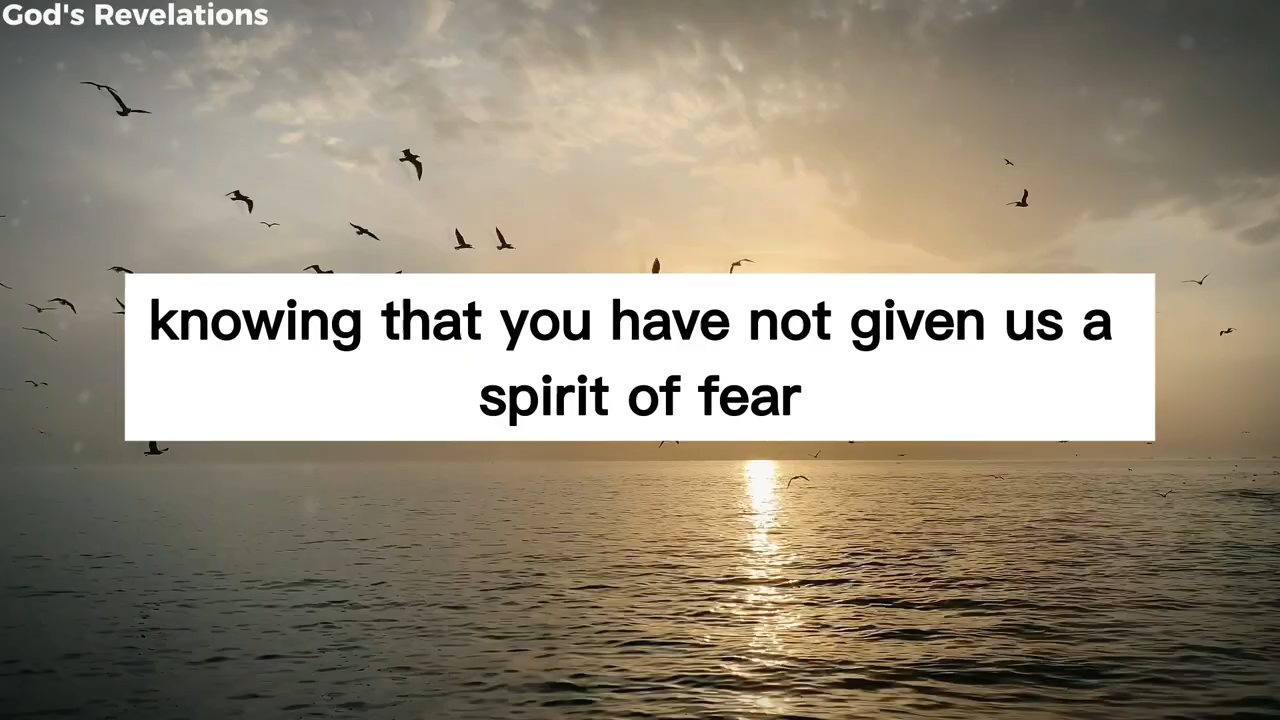 God's Revelations
knowing that you have not given us a
spirit of fear